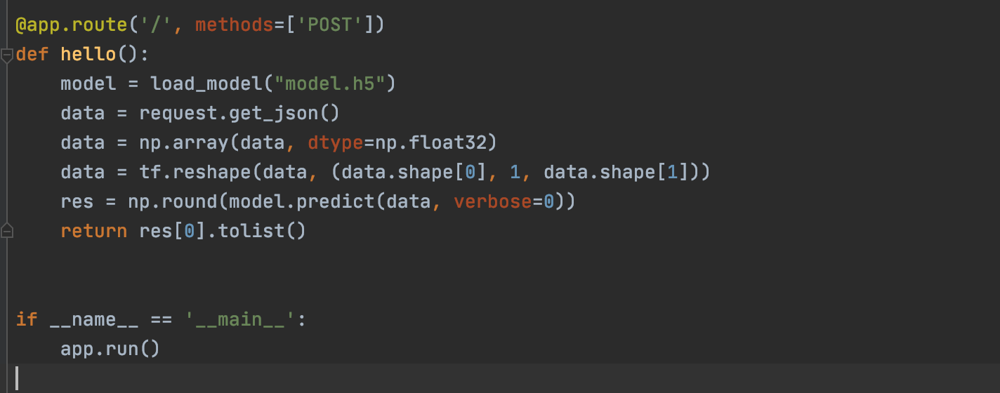 @app.route('/', methods=['POST'])
def hello():
    model = load_model("model.h5")
    data = request.get_json()
    data = np.array(data, dtype=np.float32)
    data = tf.reshape(data, (data.shape[0], 1, data.shape[1]))
    res = np.round(model.predict(data, verbose=0))
    return res[0].tolist()
if __name__ == '__main__':
    app.run()